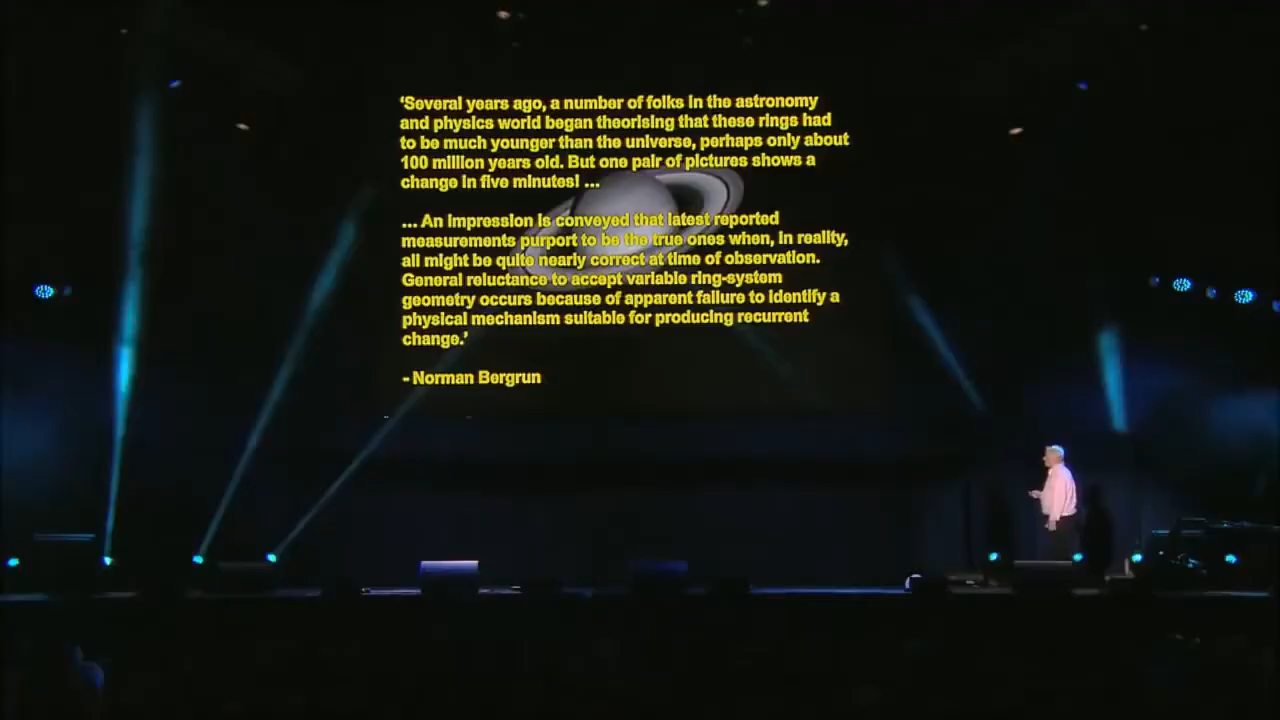 ‘Several years ago, a number of folks in the astronomy
and physics world began theorising that these rings had
to be much younger than the universe, perhaps only about
100 million years old. But one pair of pictures shows a
change in five minutes! ...
... An impression is conveyed that latest reported
measurements purport to be the true ones when, in reality,
all might be quite nearly correct at time of observation.
General reluctance to accept variable ring-system
geometry occurs because of apparent failure to identify a
physical mechanism suitable for producing recurrent
change.’
- Norman Bergrun